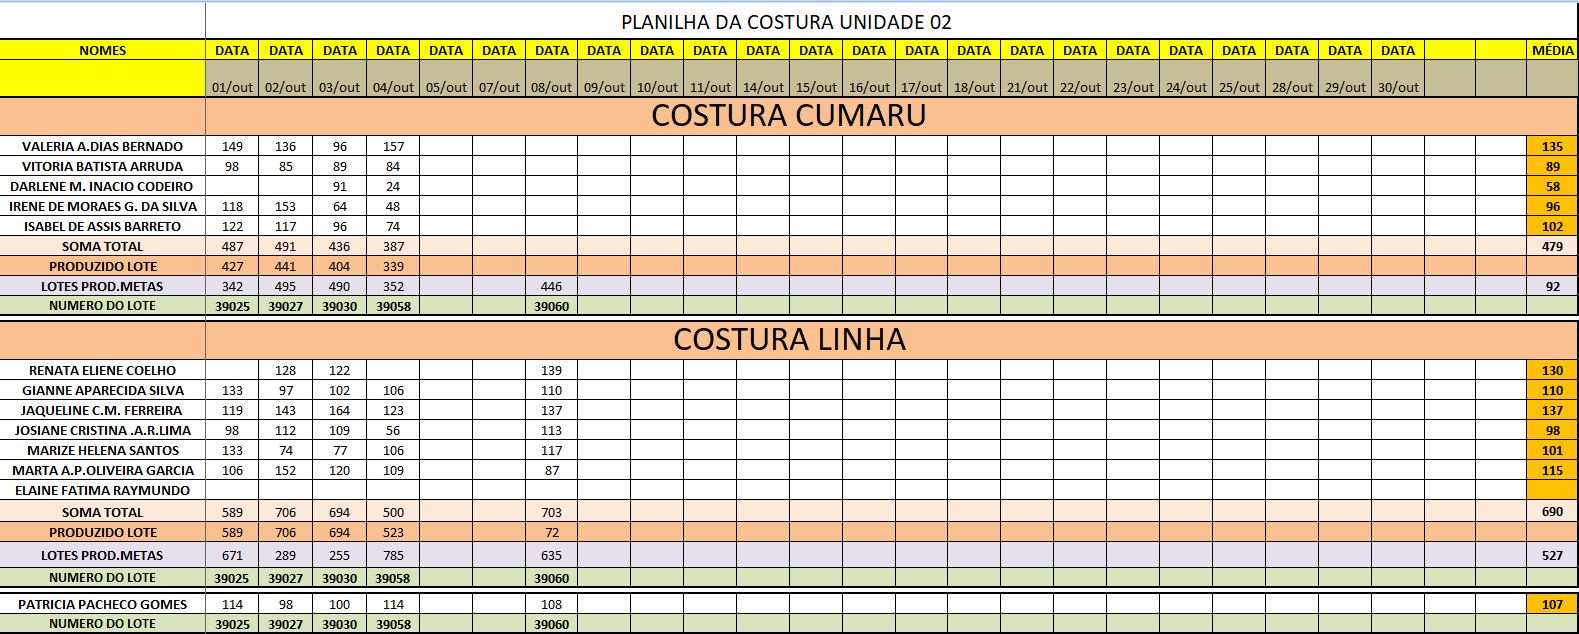 PLANILHA DA COSTURA UNIDADE 02
NOMES DATA DATA DATA DATA DATA DATA DATA DATA DATA DATA DATA DATA DATA DATA DATA DATA DATA DATA DATA DATA DATA DATA DATA MÉDIA
01/out 02/out 03/out 04/out 05/out 07/out 08/out 09/out 10/out 11/out 14/out 15/out 16/out 17/out 18/out 21/out 22/out 23/out 24/out 25/out 28/out 29/out 30/out
COSTURA CUMARU
VALERIA A.DIAS BERNADO 149 136 96 157 135
VITORIA BATISTA ARRUDA 98 85 89 84 89
DARLENE M. INACIO CODEIRO 91 24 58
IRENE DE MORAES G. DA SILVA 118 153 64 48 96
ISABEL DE ASSIS BARRETO 122 117 96 74 102
SOMA TOTAL 487 491 436 387 479
PRODUZIDO LOTE 427 441 404 339
LOTES PROD.METAS 342 495 490 352 446 92
NUMERO DO LOTE 39025 39027 39030 39058 39060
COSTURA LINHA
RENATA ELIENE COELHO 128 122 139 130
GIANNE APARECIDA SILVA 133 97 102 106 110 110
JAQUELINE C.M. FERREIRA 119 143 164 123 137 137
JOSIANE CRISTINA .A.R.LIMA 98 112 109 56 113 98
MARIZE HELENA SANTOS 133 74 77 106 117 101
MARTA A.P.OLIVEIRA GARCIA 106 152 120 109 87 115
ELAINE FATIMA RAYMUNDO
SOMA TOTAL 589 706 694 500 703 690
PRODUZIDO LOTE 589 706 694 523 72
LOTES PROD.METAS 671 289 255 785 635 527
NUMERO DO LOTE 39025 39027 39030 39058 39060
PATRICIA PACHECO GOMES 114 98 100 114 108 107
NUMERO DO LOTE 39025 39027 39030 39058 39060